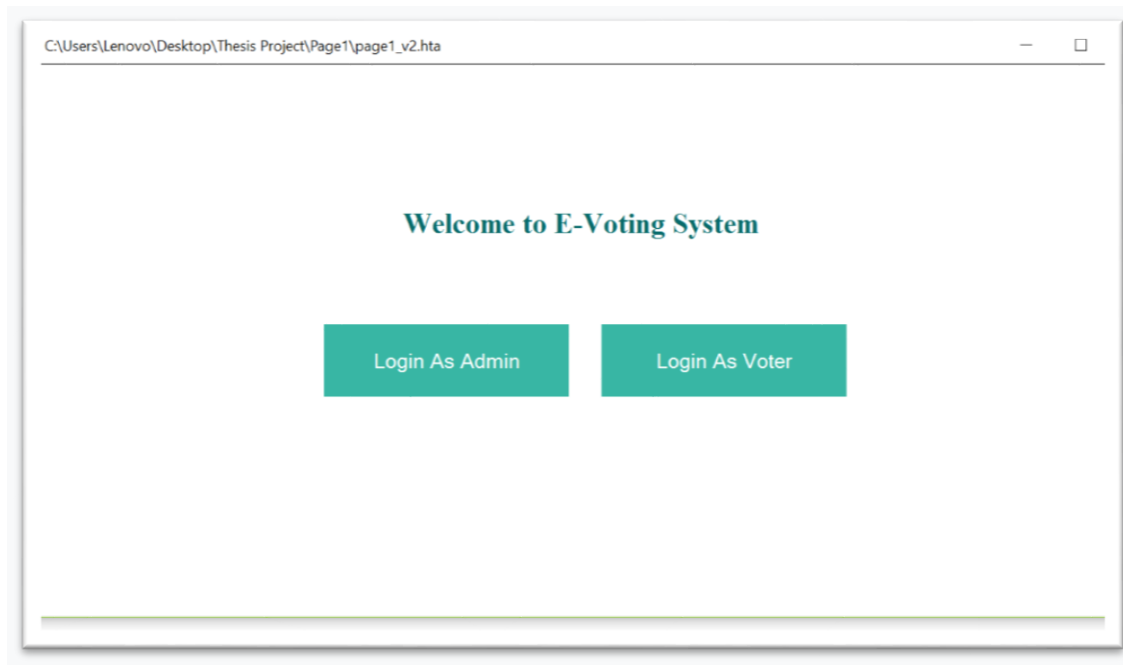 C:\Users\Lenovo\Desktop\Thesis Project\Page1\page1_v2.hta
Welcome to E-Voting System
Login As Admin
Login As Voter